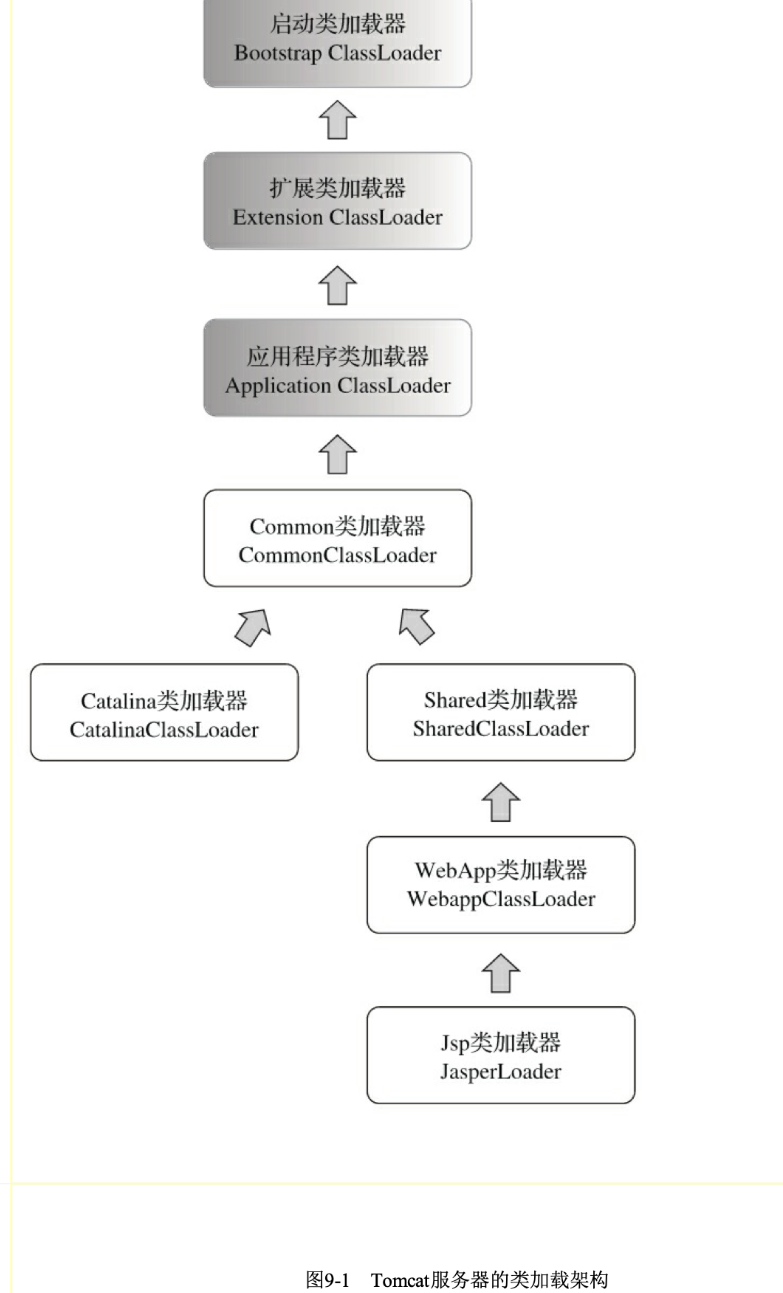 启动类加载器
Bootstrap ClassLoader
扩展类加载器
Extension ClassLoader
应用程序类加载器
Application ClassLoader
Common类加载器
CommonClassLoader
Catalina类加载器
CatalinaClassLoader
Shared类加载器
SharedClassLoader
WebApp类加载器
WebappClassLoader
Jsp类加载器
JasperLoader
图9-1 Tomcat服务器的类加载架构